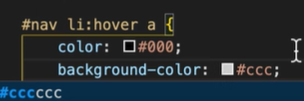 #nav li:hover a {
color: #000;
background-color: #ccc;
#cccccc